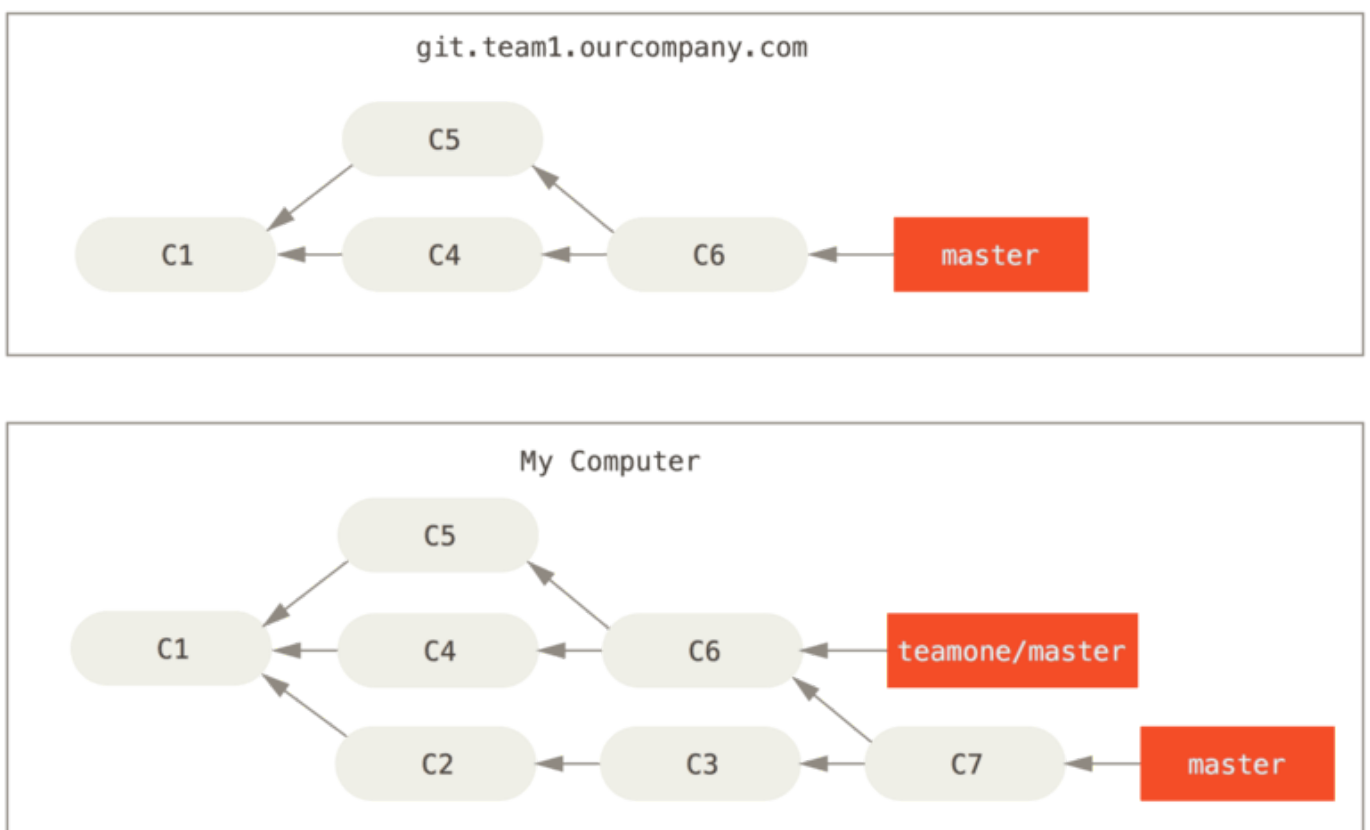 git.team1.ourcompany.com
C5
C1 C4 C6 master
My Computer
C5
C1 C4 C6 teamone/master
C2 C3 C7 master